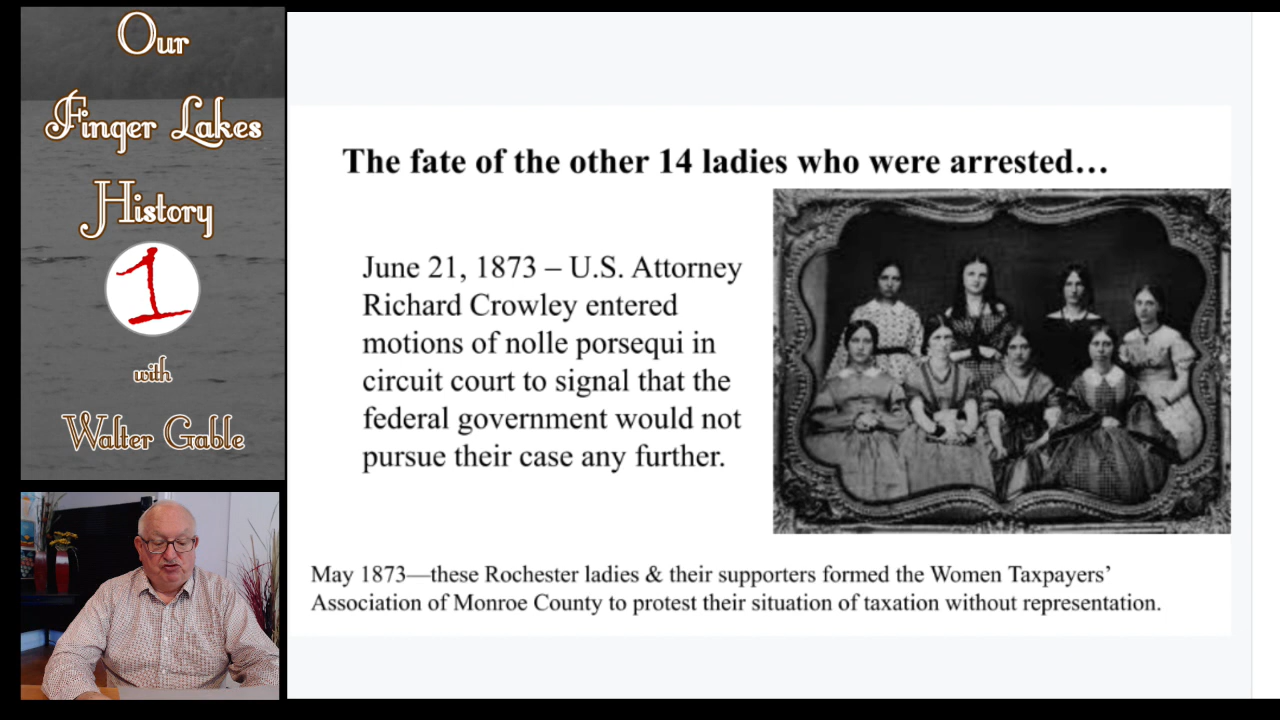 Our
Finger Lakes
History
1
with
Walter Gable
The fate of the other 14 ladies who were arrested…
June 21, 1873 – U.S. Attorney
Richard Crowley entered
motions of nolle porsequi in
circuit court to signal that the
federal government would not
pursue their case any further.
May 1873—these Rochester ladies & their supporters formed the Women Taxpayers’
Association of Monroe County to protest their situation of taxation without representation.